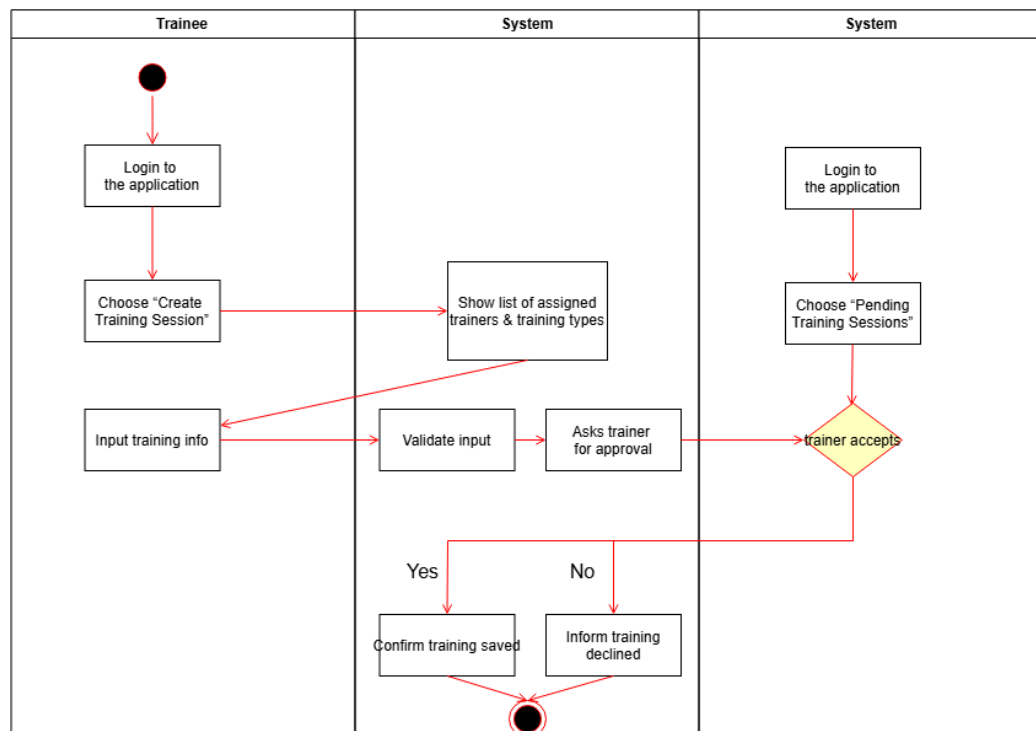 Trainee
System
System
Login to
the application
Login to
the application
Choose “Create
Training Session”
Show list of assigned
trainers & training types
Choose “Pending
Training Sessions”
Input training info
Validate input
Asks trainer
for approval
trainer accepts
Yes
No
Confirm training saved
Inform training
declined